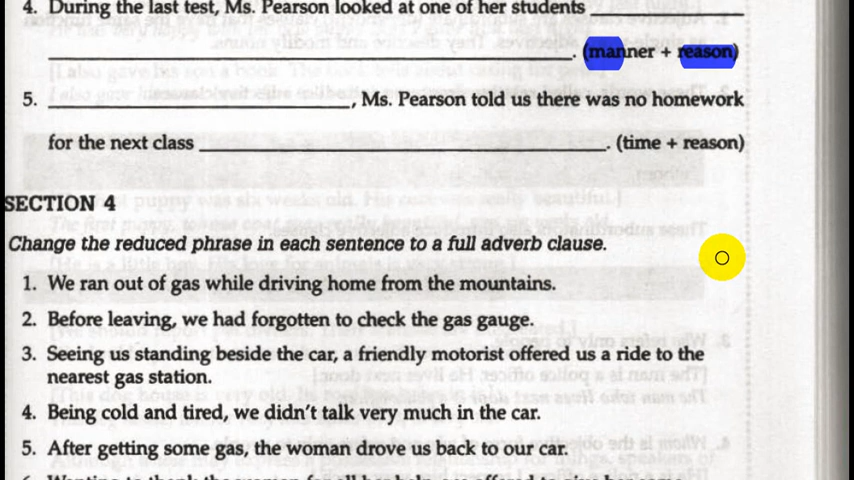 4. During the last test, Ms. Pearson looked at one of her students
. (manner + reason)
5. , Ms. Pearson told us there was no homework
for the next class . (time + reason)
SECTION 4
Change the reduced phrase in each sentence to a full adverb clause.
1. We ran out of gas while driving home from the mountains.
2. Before leaving, we had forgotten to check the gas gauge.
3. Seeing us standing beside the car, a friendly motorist offered us a ride to the
nearest gas station.
4. Being cold and tired, we didn't talk very much in the car.
5. After getting some gas, the woman drove us back to our car.